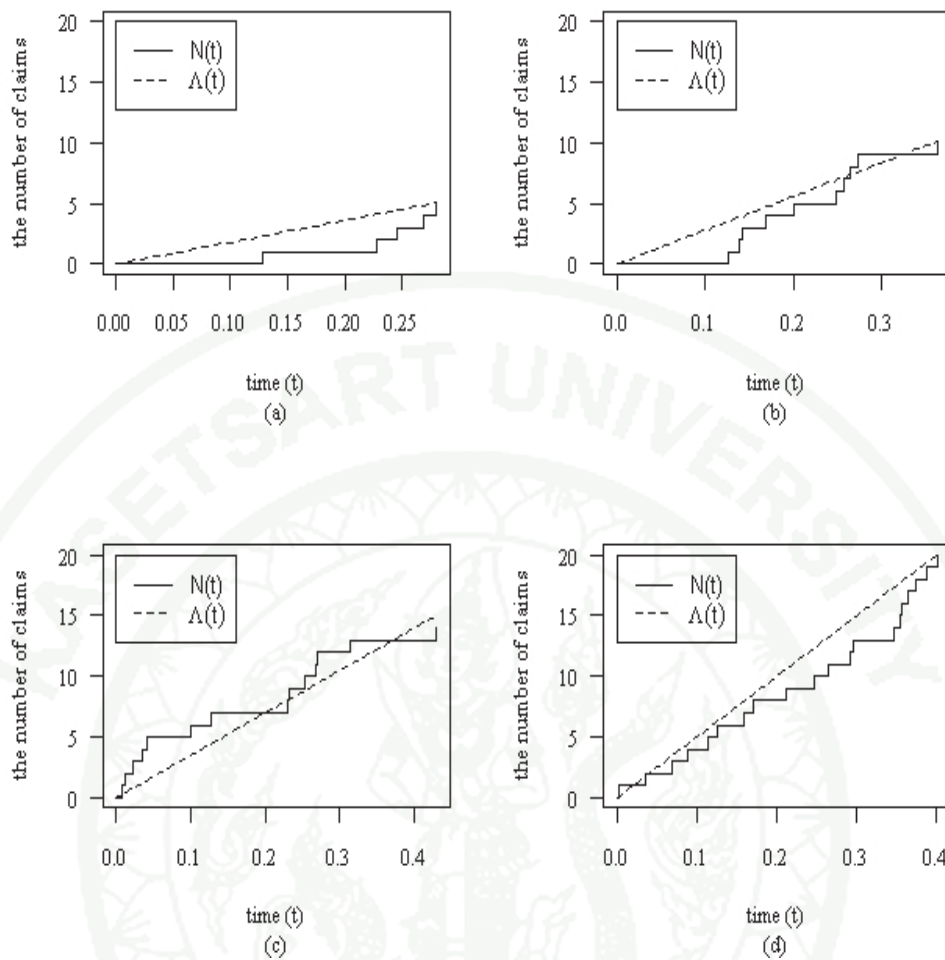 20
15
10
5
0
the number of claims
N(t)
Λ(t)
0.00 0.05 0.10 0.15 0.20 0.25
time (t)
(a)
20
15
10
5
0
the number of claims
N(t)
Λ(t)
0.0 0.1 0.2 0.3
time (t)
(b)
KASETSART UNIVERSITY
20
15
10
5
0
the number of claims
N(t)
Λ(t)
0.0 0.1 0.2 0.3 0.4
time (t)
(c)
20
15
10
5
0
the number of claims
N(t)
Λ(t)
0.0 0.1 0.2 0.3 0.4
time (t)
(d)